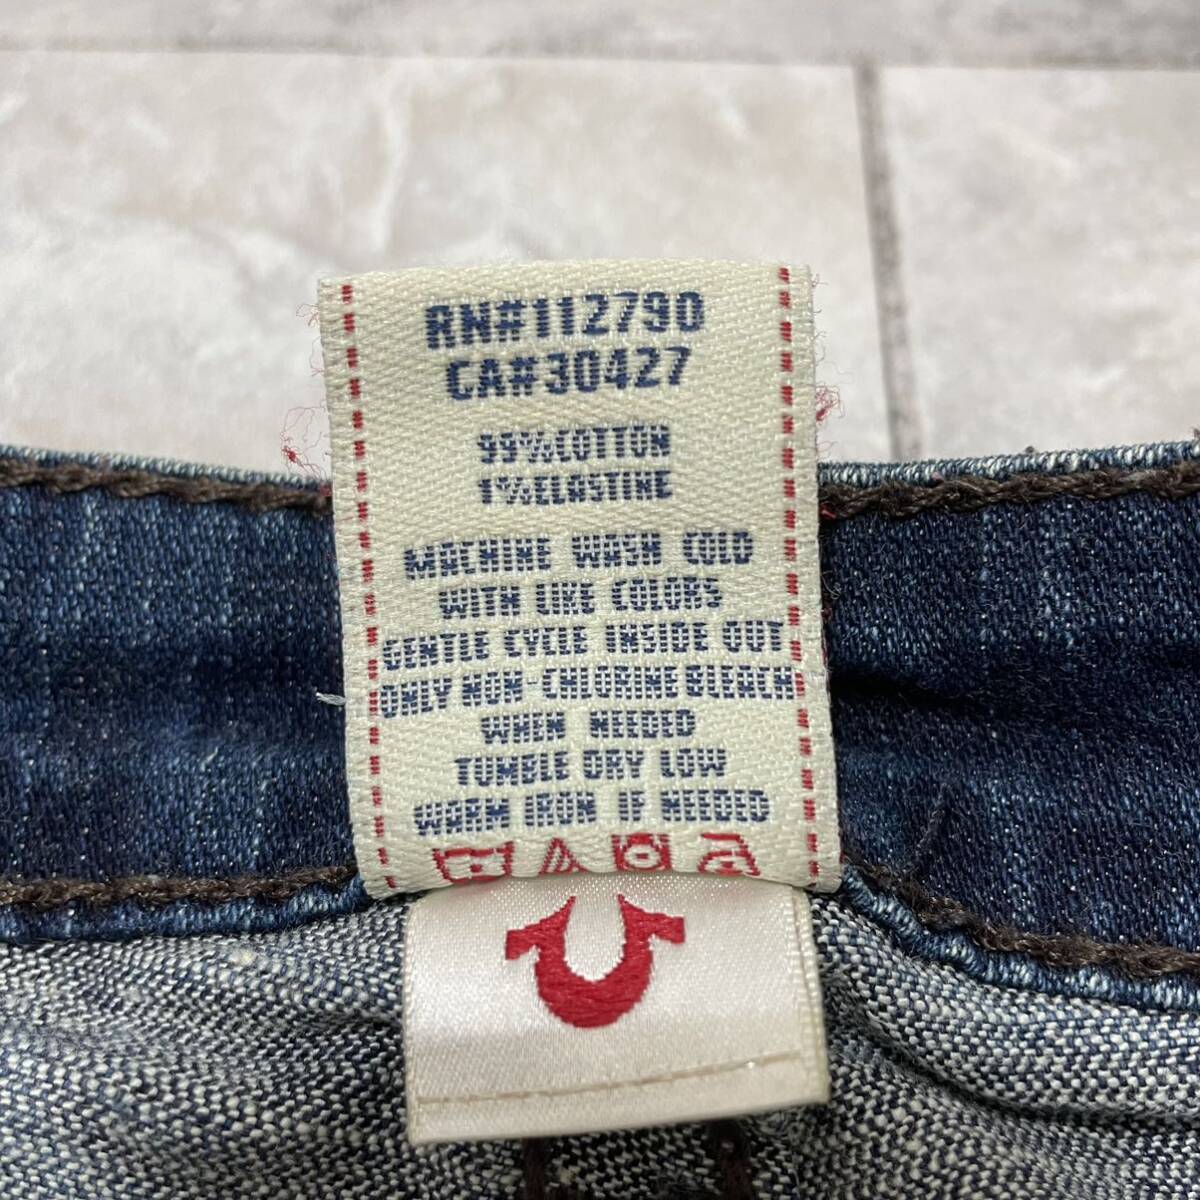 RN#112790
CA#30427
99%COTTON
1%ELASTINE
MACHINE WASH COLD
WITH LIKE COLORS
GENTLE CYCLE INSIDE OUT
ONLY NON-CHLORINE BLEACH
WHEN NEEDED
TUMBLE DRY LOW
WARM IRON IF NEEDED